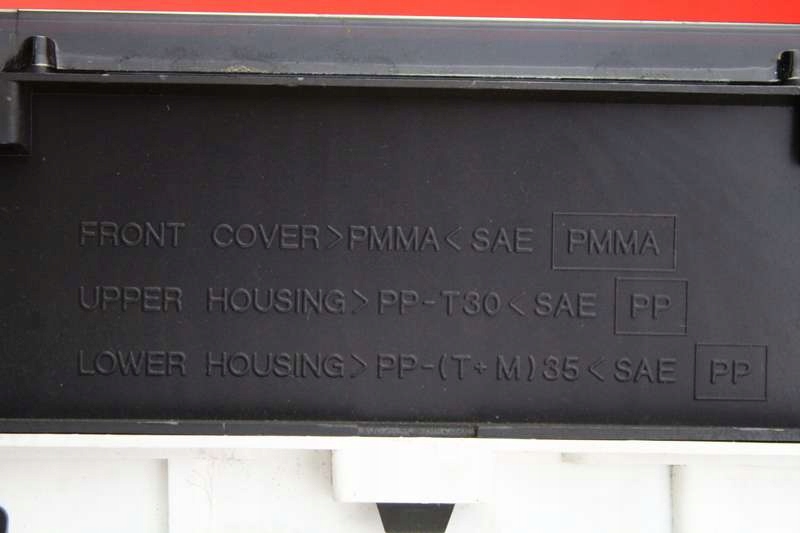 FRONT COVER>PMMA< SAE PMMA
UPPER HOUSING>PP-T30<SAE PP
LOWER HOUSING>PP-(T+M)35<SAE PP